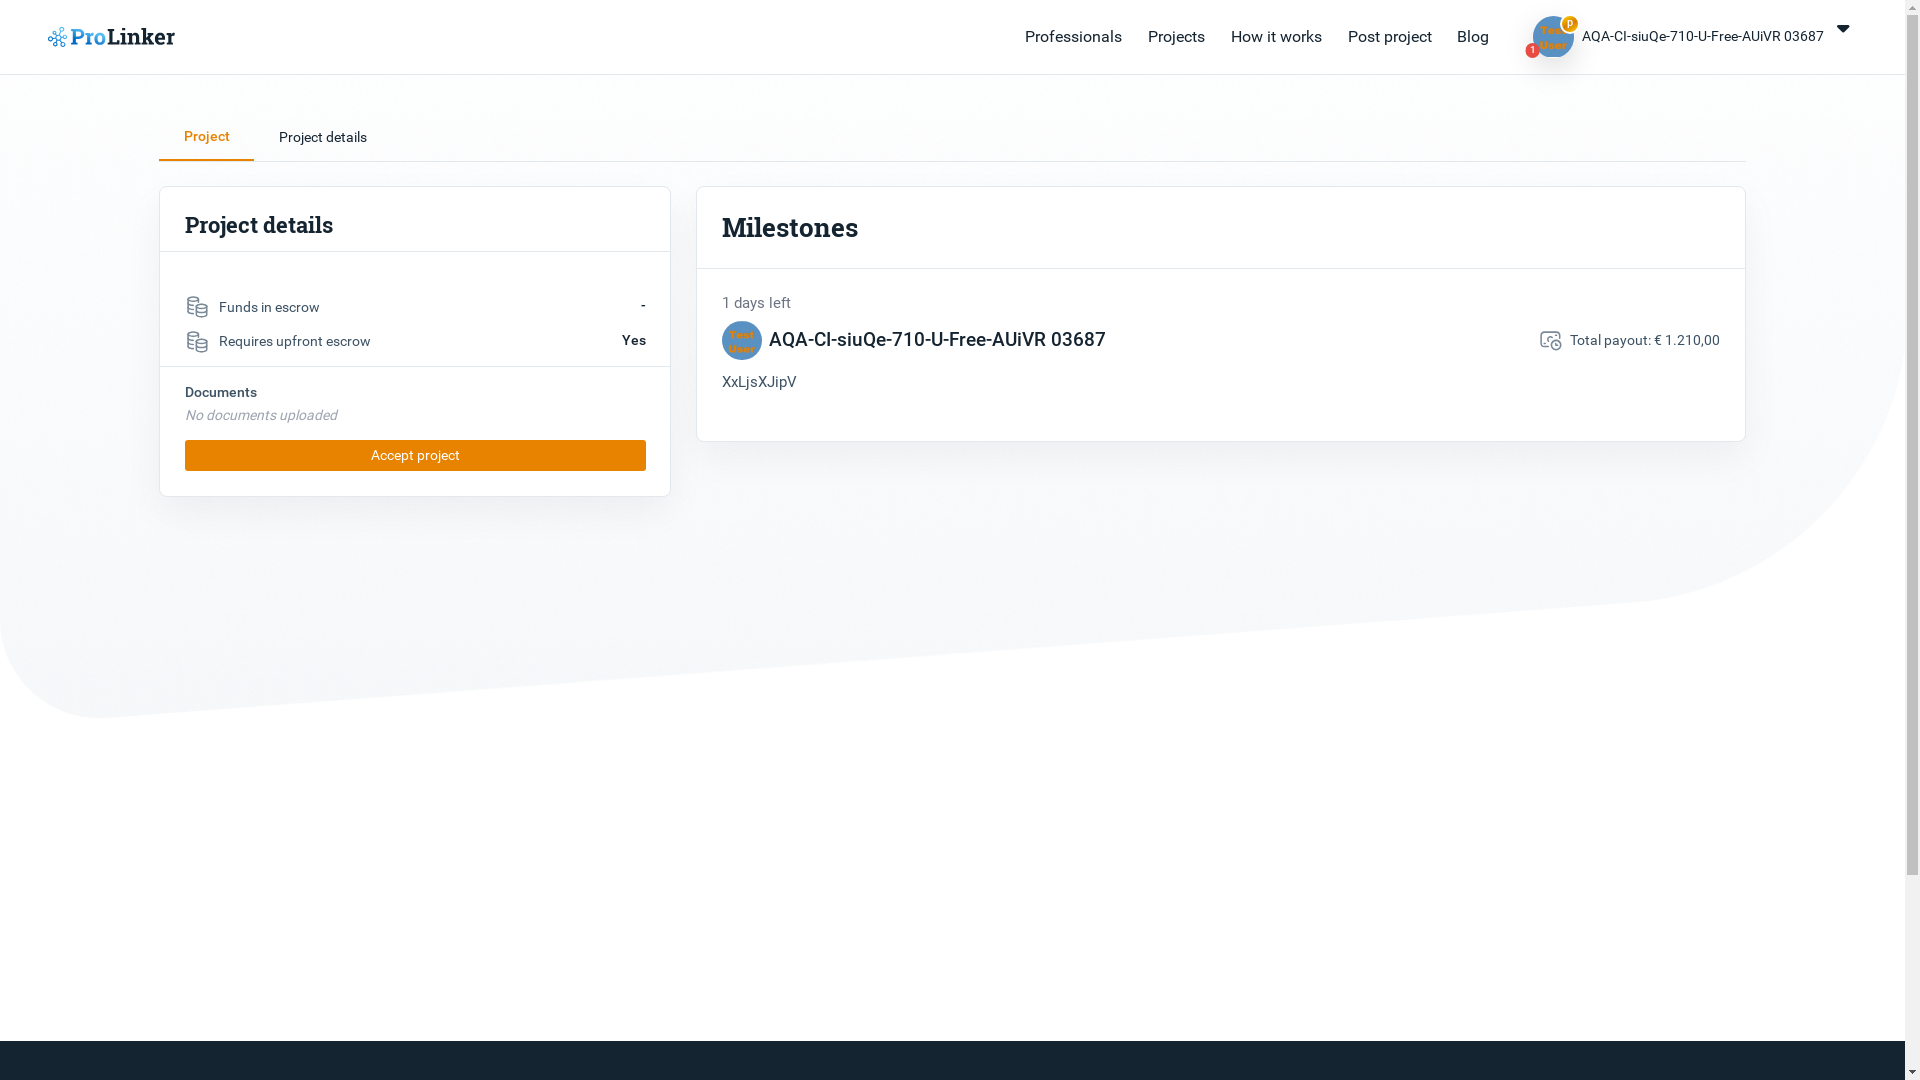 ProLinker
Professionals
Projects
How it works
Post project
Blog
Test
User
P
1
AQA-CI-siuQe-710-U-Free-AUiVR 03687
Project
Project details
Project details
Funds in escrow
-
Requires upfront escrow
Yes
Documents
No documents uploaded
Accept project
Milestones
1 days left
Test
User
AQA-CI-siuQe-710-U-Free-AUiVR 03687
Total payout: € 1.210,00
XxLjsXJipV